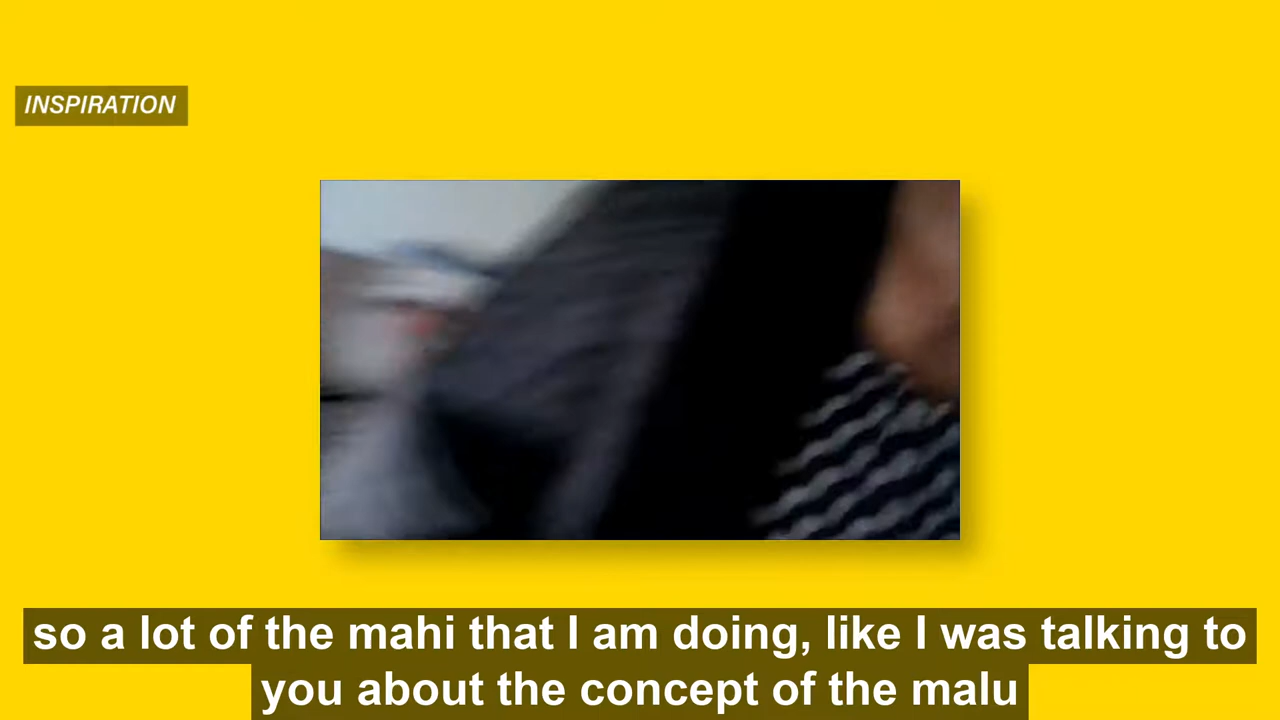 INSPIRATION
so a lot of the mahi that I am doing, like I was talking to
you about the concept of the malu